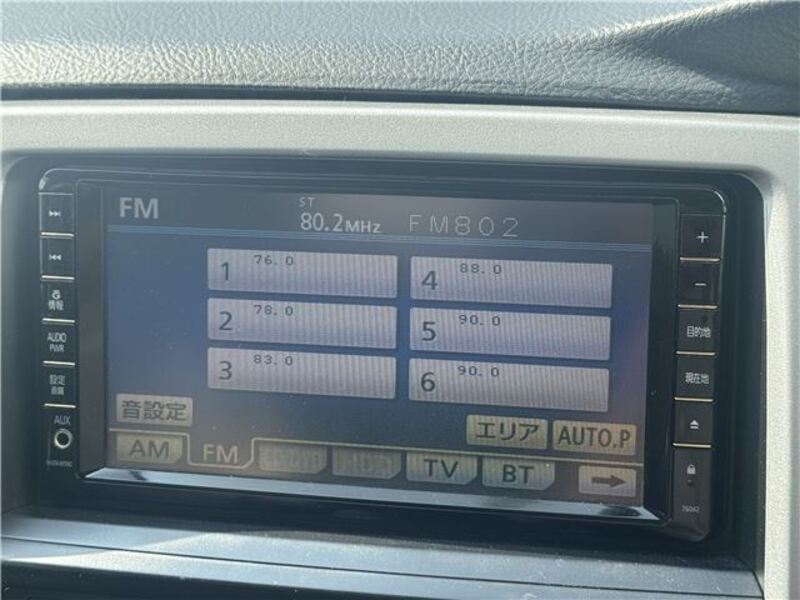 FM
ST
80.2MHz FM802
1 76.0
2 78.0
3 83.0
4 88.0
5 90.0
6 90.0
音設定
エリア
AUTO.P
AM
FM
TV
BT
情報
AUDIO
PWR
設定
画質
AUX
+
−
目的地
現在地
76042